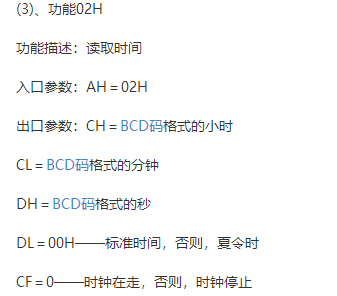 (3)、功能02H
功能描述：读取时间
入口参数：AH＝02H
出口参数：CH＝BCD码格式的小时
CL＝BCD码格式的分钟
DH＝BCD码格式的秒
DL＝00H——标准时间，否则，夏令时
CF＝0——时钟在走，否则，时钟停止